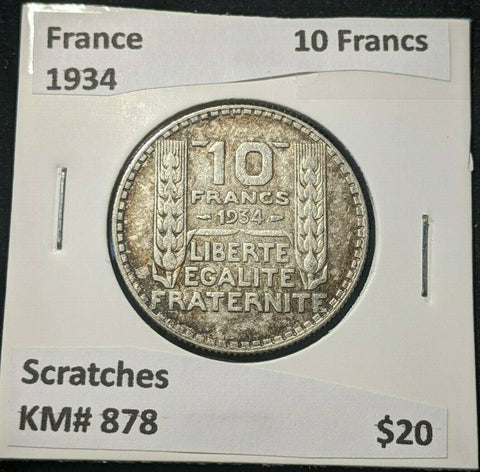 France 10 Francs
1934
10
FRANCS
- 1934 -
LIBERTE
EGALITE
FRATERNITE
Scratches
KM# 878 $20